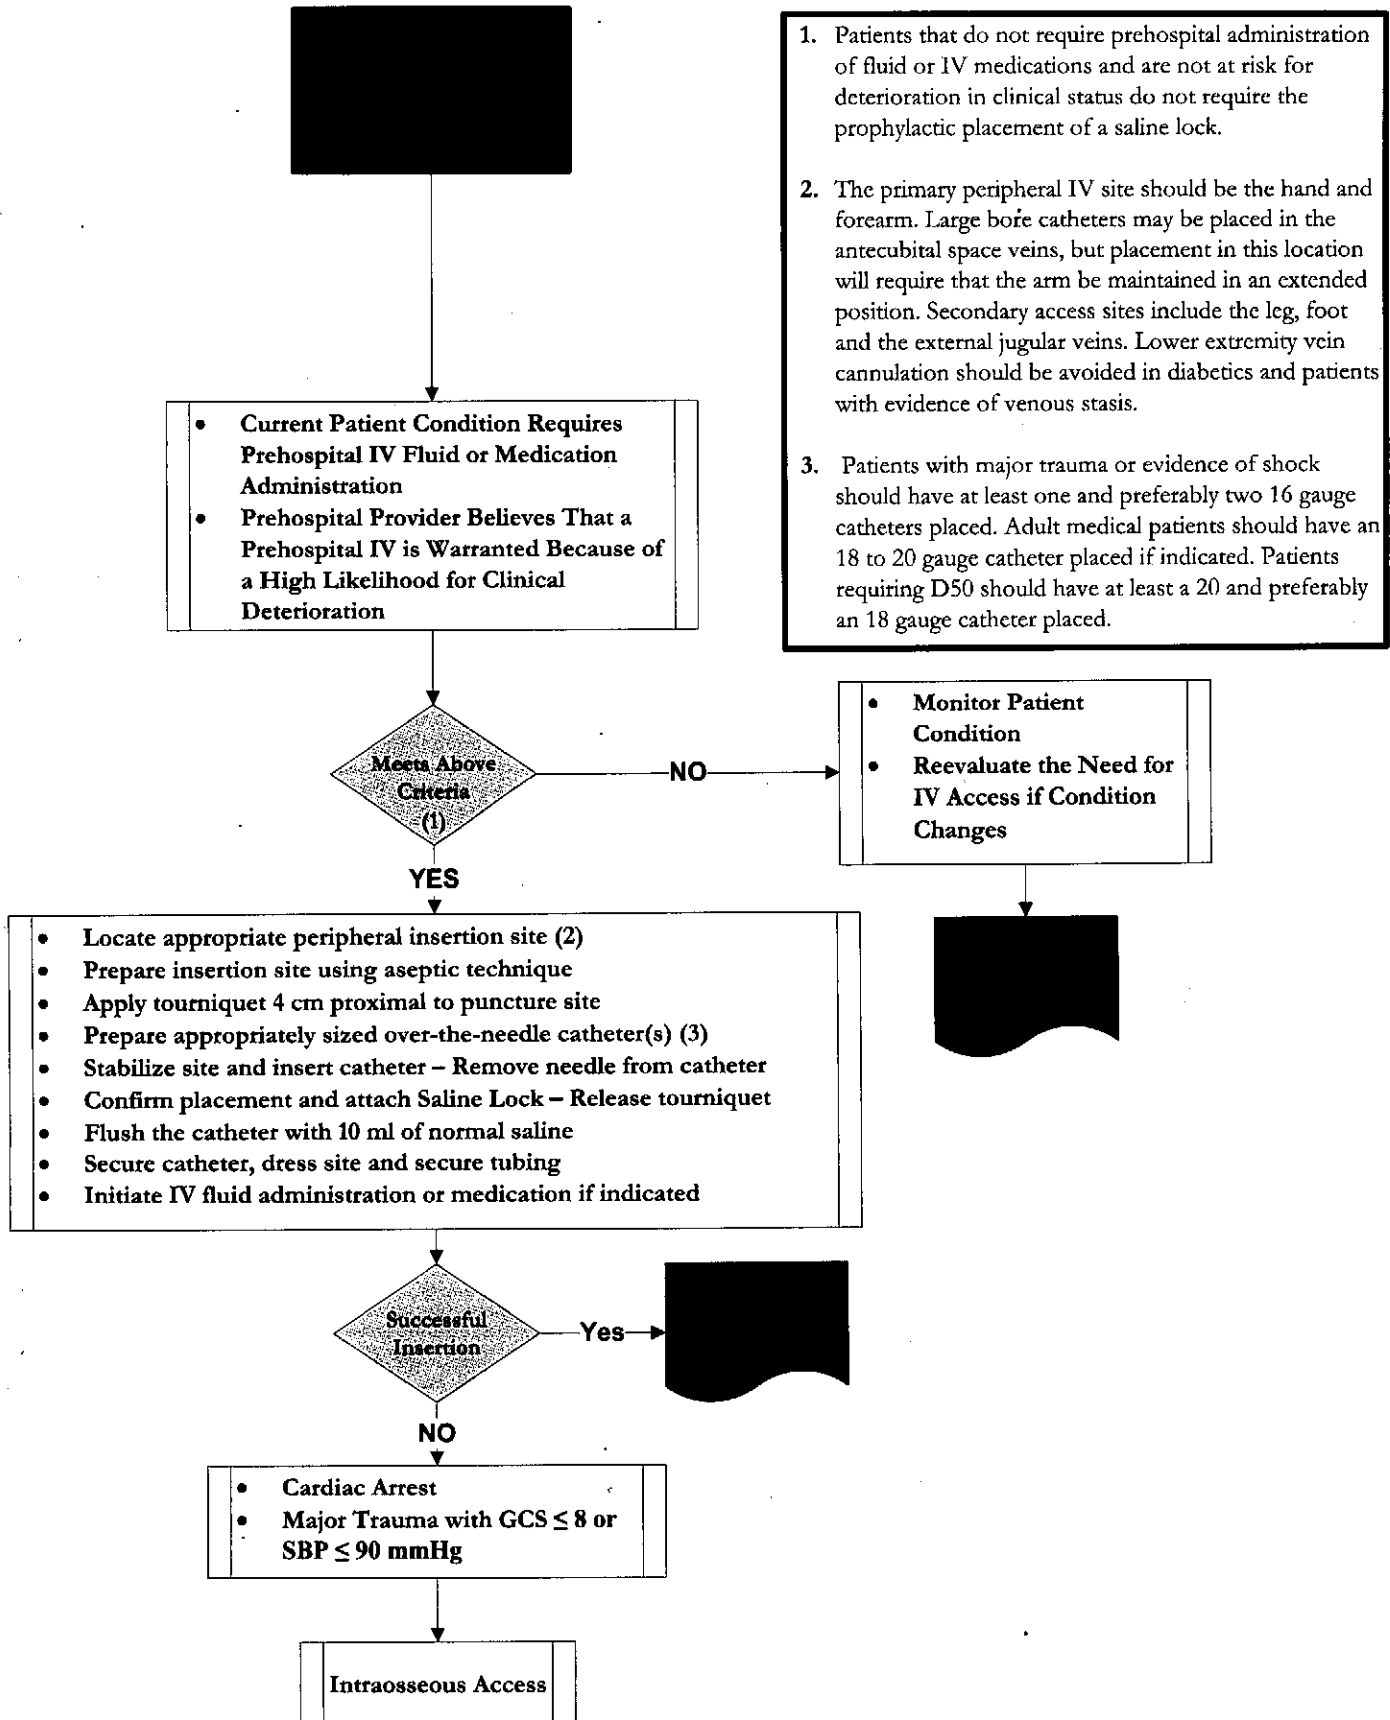 1. Patients that do not require prehospital administration
of fluid or IV medications and are not at risk for
deterioration in clinical status do not require the
prophylactic placement of a saline lock.
2. The primary peripheral IV site should be the hand and
forearm. Large bore catheters may be placed in the
antecubital space veins, but placement in this location
will require that the arm be maintained in an extended
position. Secondary access sites include the leg, foot
and the external jugular veins. Lower extremity vein
cannulation should be avoided in diabetics and patients
with evidence of venous stasis.
3. Patients with major trauma or evidence of shock
should have at least one and preferably two 16 gauge
catheters placed. Adult medical patients should have an
18 to 20 gauge catheter placed if indicated. Patients
requiring D50 should have at least a 20 and preferably
an 18 gauge catheter placed.
• Current Patient Condition Requires
Prehospital IV Fluid or Medication
Administration
• Prehospital Provider Believes That a
Prehospital IV is Warranted Because of
a High Likelihood for Clinical
Deterioration
Meets Above
Criteria
(1)
NO
• Monitor Patient
Condition
• Reevaluate the Need for
IV Access if Condition
Changes
YES
• Locate appropriate peripheral insertion site (2)
• Prepare insertion site using aseptic technique
• Apply tourniquet 4 cm proximal to puncture site
• Prepare appropriately sized over-the-needle catheter(s) (3)
• Stabilize site and insert catheter – Remove needle from catheter
• Confirm placement and attach Saline Lock – Release tourniquet
• Flush the catheter with 10 ml of normal saline
• Secure catheter, dress site and secure tubing
• Initiate IV fluid administration or medication if indicated
Successful
Insertion
Yes
NO
• Cardiac Arrest
• Major Trauma with GCS ≤ 8 or
SBP ≤ 90 mmHg
Intraosseous Access